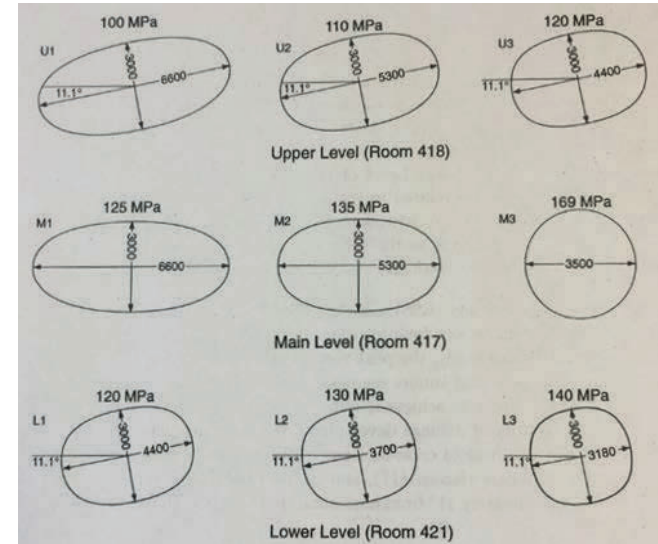 100 MPa 110 MPa 120 MPa
U1 U2 U3
3000 6600 11.1° 3000 5300 11.1° 3000 4400 11.1°
Upper Level (Room 418)
125 MPa 135 MPa 169 MPa
M1 M2 M3
3000 6600 3000 5300 3500
Main Level (Room 417)
120 MPa 130 MPa 140 MPa
L1 L2 L3
3000 4400 11.1° 3000 3700 11.1° 3000 3180 11.1°
Lower Level (Room 421)